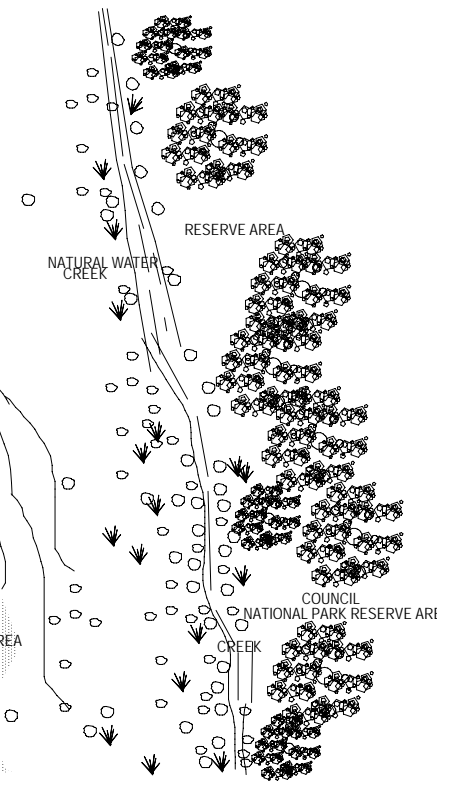 RESERVE AREA
NATURAL WATER
CREEK
COUNCIL
NATIONAL PARK RESERVE ARE
REA
CREEK